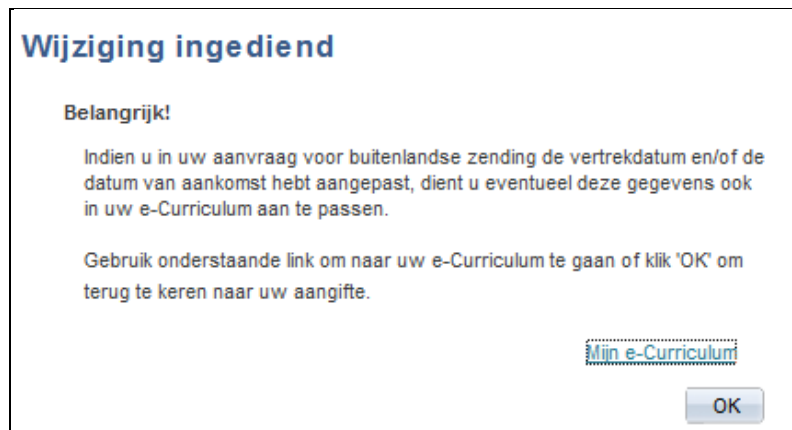 Wijziging ingediend
Belangrijk!
Indien u in uw aanvraag voor buitenlandse zending de vertrekdatum en/of de
datum van aankomst hebt aangepast, dient u eventueel deze gegevens ook
in uw e-Curriculum aan te passen.
Gebruik onderstaande link om naar uw e-Curriculum te gaan of klik 'OK' om
terug te keren naar uw aangifte.
Mijn e-Curriculum
OK